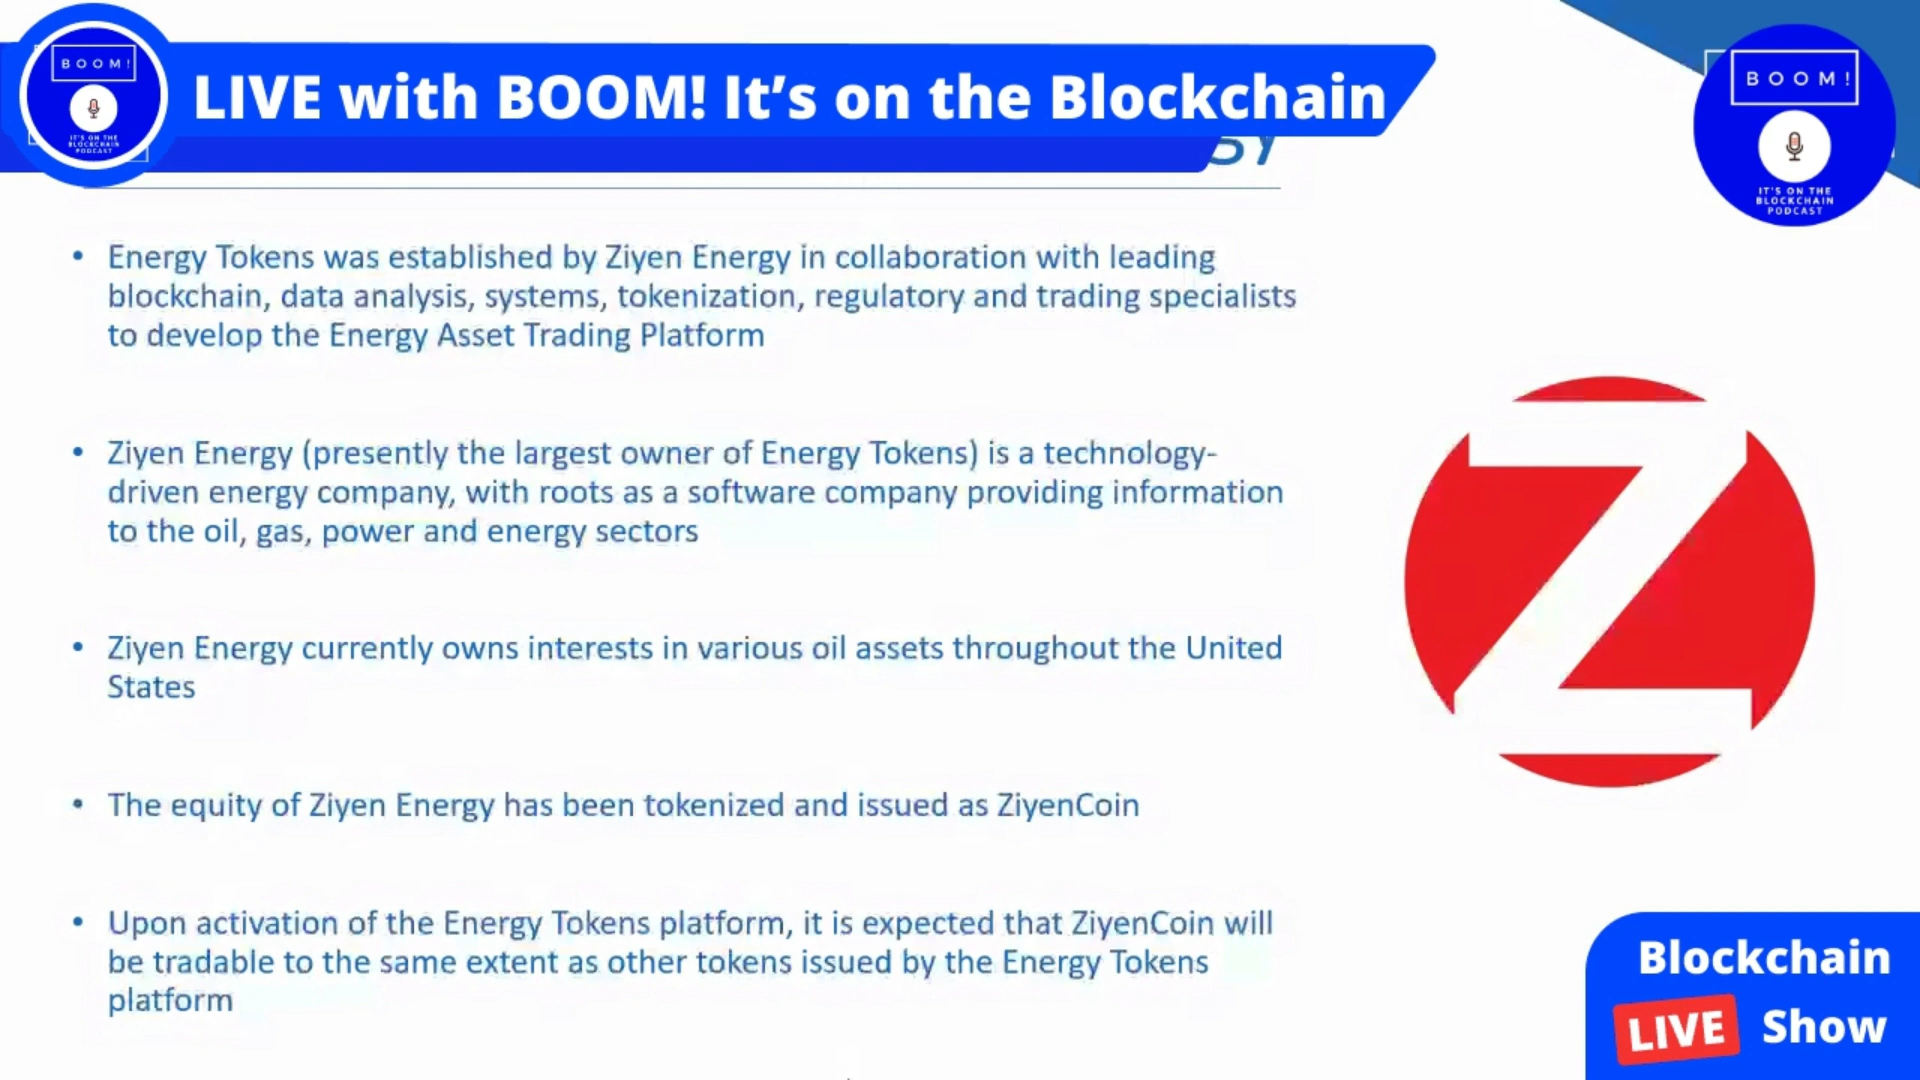 BOOM!
IT'S ON THE
BLOCKCHAIN
PODCAST
LIVE with BOOM! It’s on the Blockchain
BOOM!
IT'S ON THE
BLOCKCHAIN
PODCAST
• Energy Tokens was established by Ziyen Energy in collaboration with leading
blockchain, data analysis, systems, tokenization, regulatory and trading specialists
to develop the Energy Asset Trading Platform
• Ziyen Energy (presently the largest owner of Energy Tokens) is a technology-
driven energy company, with roots as a software company providing information
to the oil, gas, power and energy sectors
• Ziyen Energy currently owns interests in various oil assets throughout the United
States
• The equity of Ziyen Energy has been tokenized and issued as ZiyenCoin
• Upon activation of the Energy Tokens platform, it is expected that ZiyenCoin will
be tradable to the same extent as other tokens issued by the Energy Tokens
platform
Z
Blockchain
LIVE Show